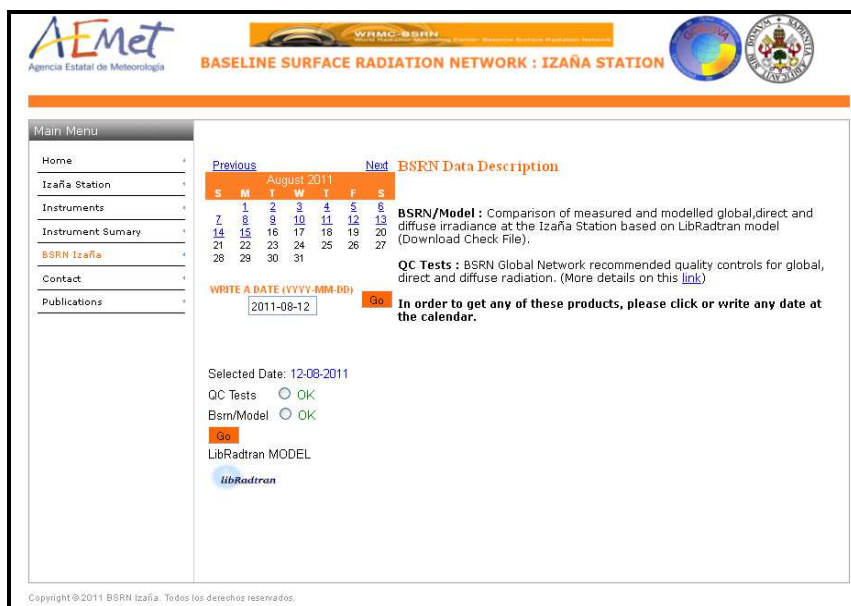 AEMet
Agencia Estatal de Meteorología
WRMC-BSRN
BASELINE SURFACE RADIATION NETWORK : IZAÑA STATION
Main Menu
Home
Izaña Station
Instruments
Instrument Sumary
BSRN Izaña
Contact
Publications
Previous Next
August 2011
S M T W T F S
1 2 3 4 5 6
7 8 9 10 11 12 13
14 15 16 17 18 19 20
21 22 23 24 25 26 27
28 29 30 31
WRITE A DATE (YYYY-MM-DD)
2011-08-12 Go
Selected Date: 12-08-2011
QC Tests OK
Bsrn/Model OK
Go
LibRadtran MODEL
libRadtran
BSRN Data Description
BSRN/Model : Comparison of measured and modelled global,direct and
diffuse irradiance at the Izaña Station based on LibRadtran model
(Download Check File).
QC Tests : BSRN Global Network recommended quality controls for global,
direct and diffuse radiation. (More details on this link)
In order to get any of these products, please click or write any date at
the calendar.
Copyright © 2011 BSRN Izaña. Todos los derechos reservados.